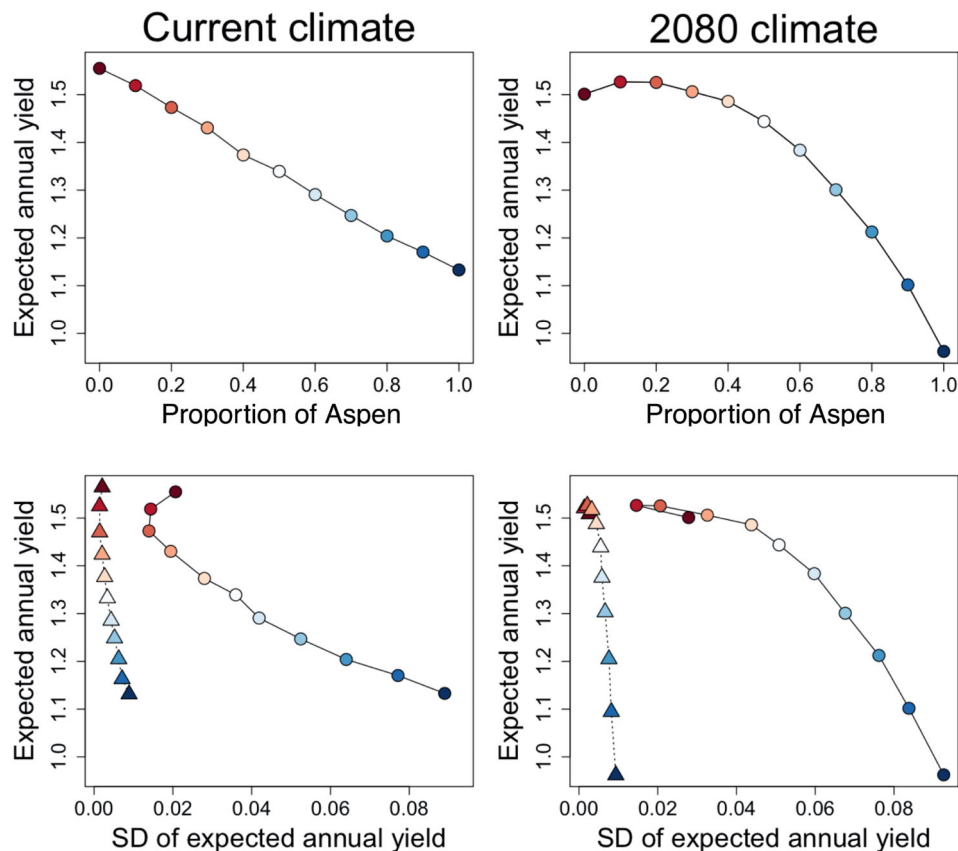 Current climate
2080 climate
Expected annual yield
1.5
1.4
1.3
1.2
1.1
1.0
0.0 0.2 0.4 0.6 0.8 1.0
Proportion of Aspen
Expected annual yield
1.5
1.4
1.3
1.2
1.1
1.0
0.0 0.2 0.4 0.6 0.8 1.0
Proportion of Aspen
Expected annual yield
1.5
1.4
1.3
1.2
1.1
1.0
0.00 0.02 0.04 0.06 0.08
SD of expected annual yield
Expected annual yield
1.5
1.4
1.3
1.2
1.1
1.0
0.00 0.02 0.04 0.06 0.08
SD of expected annual yield